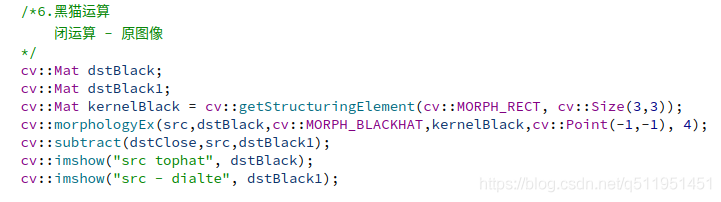 /*6.黑猫运算
闭运算 - 原图像
*/
cv::Mat dstBlack;
cv::Mat dstBlack1;
cv::Mat kernelBlack = cv::getStructuringElement(cv::MORPH_RECT, cv::Size(3,3));
cv::morphologyEx(src,dstBlack,cv::MORPH_BLACKHAT,kernelBlack,cv::Point(-1,-1), 4);
cv::subtract(dstClose,src,dstBlack1);
cv::imshow("src tophat", dstBlack);
cv::imshow("src - dialte", dstBlack1);
https://blog.csdn.net/q511951451